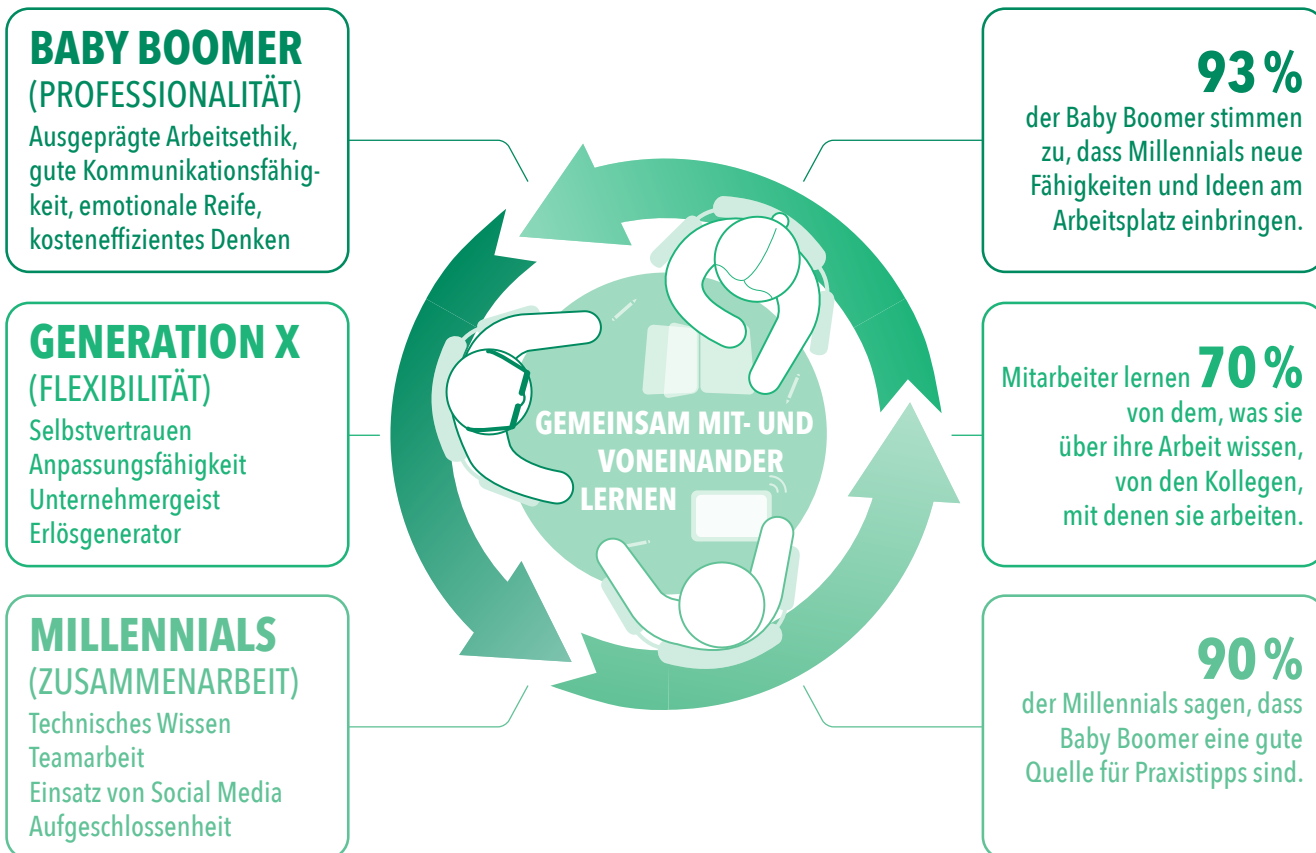 BABY BOOMER
(PROFESSIONALITÄT)
Ausgeprägte Arbeitsethik,
gute Kommunikationsfähig-
keit, emotionale Reife,
kosteneffizientes Denken
GENERATION X
(FLEXIBILITÄT)
Selbstvertrauen
Anpassungsfähigkeit
Unternehmergeist
Erlösgenerator
MILLENNIALS
(ZUSAMMENARBEIT)
Technisches Wissen
Teamarbeit
Einsatz von Social Media
Aufgeschlossenheit
GEMEINSAM MIT- UND
VONEINANDER
LERNEN
93 %
der Baby Boomer stimmen
zu, dass Millennials neue
Fähigkeiten und Ideen am
Arbeitsplatz einbringen.
Mitarbeiter lernen 70 %
von dem, was sie
über ihre Arbeit wissen,
von den Kollegen,
mit denen sie arbeiten.
90 %
der Millennials sagen, dass
Baby Boomer eine gute
Quelle für Praxistipps sind.